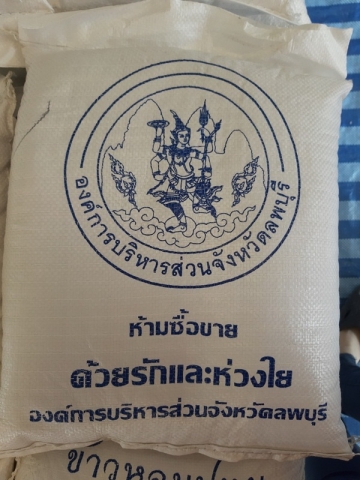 องค์การบริหารส่วนจังหวัดลพบุรี
ห้ามซื้อขาย
ด้วยรักและห่วงใย
องค์การบริหารส่วนจังหวัดลพบุรี